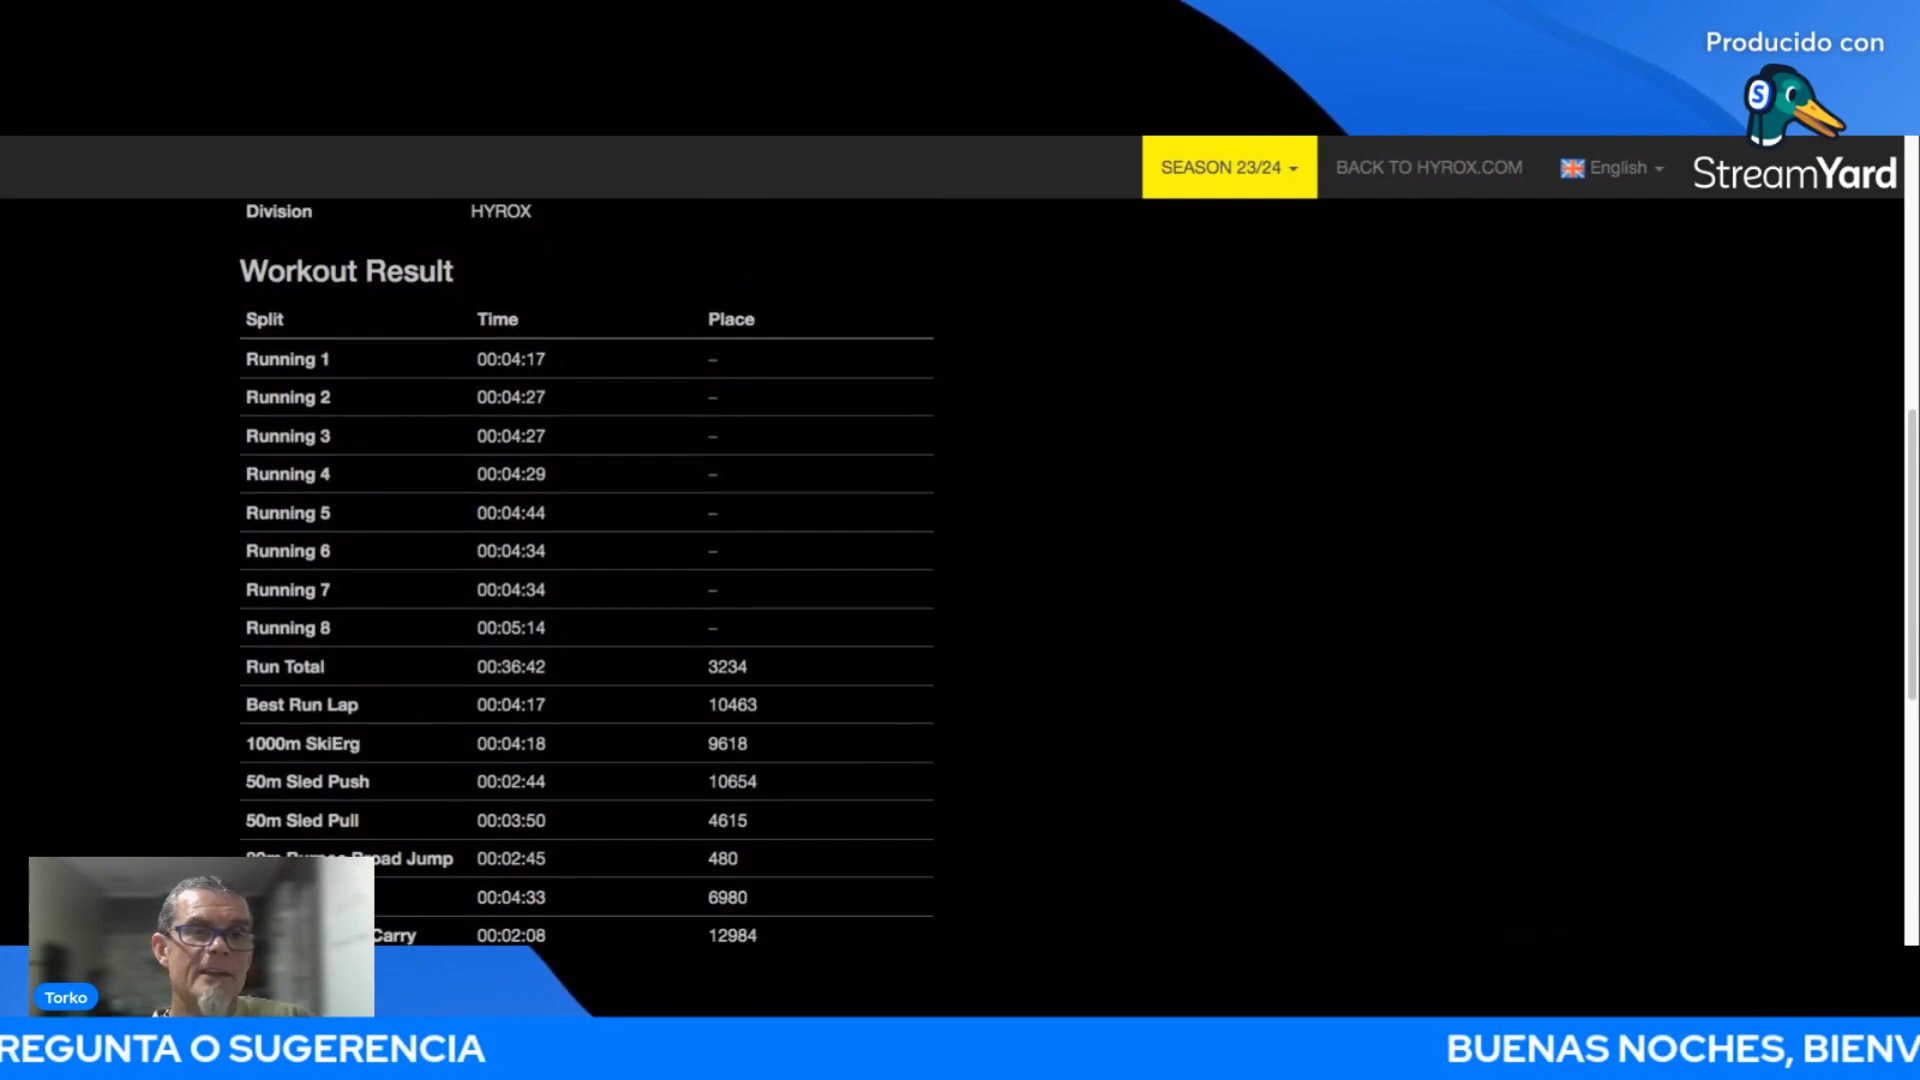 Producido con
S
StreamYard
SEASON 23/24 BACK TO HYROX.COM English
Division HYROX
Workout Result
Split Time Place
Running 1 00:04:17 –
Running 2 00:04:27 –
Running 3 00:04:27 –
Running 4 00:04:29 –
Running 5 00:04:44 –
Running 6 00:04:34 –
Running 7 00:04:34 –
Running 8 00:05:14 –
Run Total 00:36:42 3234
Best Run Lap 00:04:17 10463
1000m SkiErg 00:04:18 9618
50m Sled Push 00:02:44 10654
50m Sled Pull 00:03:50 4615
Jump 00:02:45 480
00:04:33 6980
Carry 00:02:08 12984
Torko
REGUNTA O SUGERENCIA
BUENAS NOCHES, BIENV